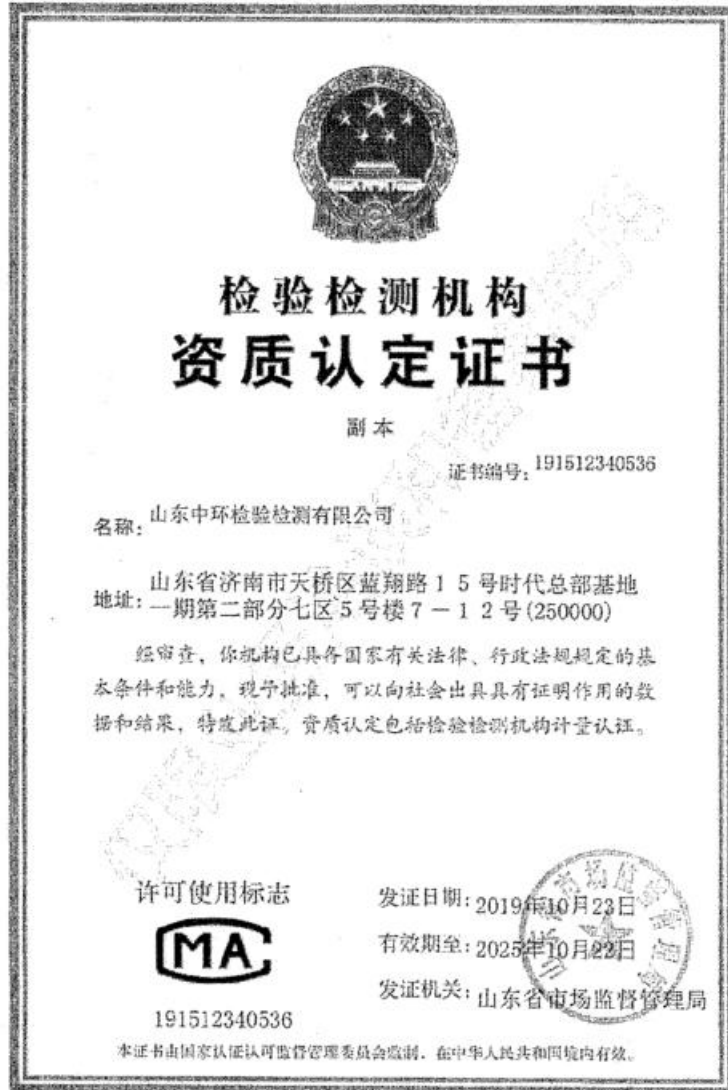 检验检测机构
资质认定证书
副本
证书编号：191512340536
名称：山东中环检验检测有限公司
地址：山东省济南市天桥区蓝翔路15号时代总部基地
一期第二部分七区5号楼7-12号(250000)
经审查，你机构已具备国家有关法律、行政法规规定的基
本条件和能力，现予批准，可以向社会出具具有证明作用的数
据和结果，特发此证。资质认定包括检验检测机构计量认证。
许可使用标志
MA
191512340536
发证日期：2019年10月23日
有效期至：2025年10月22日
发证机关：山东省市场监督管理局
本证书由国家认证认可监督管理委员会监制，在中华人民共和国境内有效。